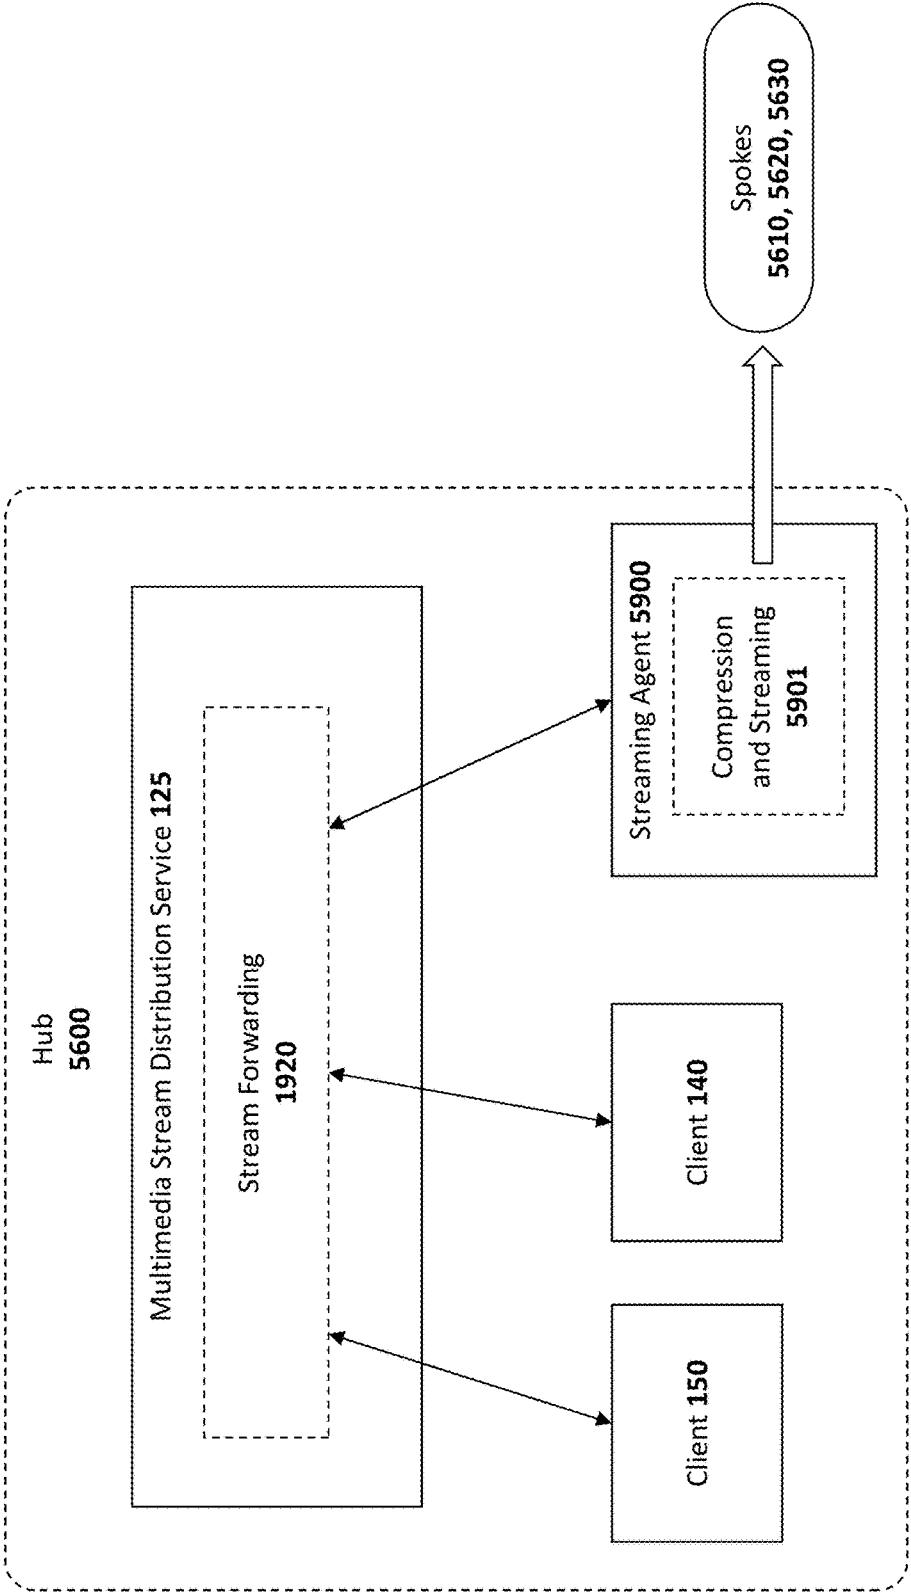 Hub
5600
Multimedia Stream Distribution Service 125
Stream Forwarding
1920
Client 150
Client 140
Streaming Agent 5900
Compression
and Streaming
5901
Spokes
5610, 5620, 5630